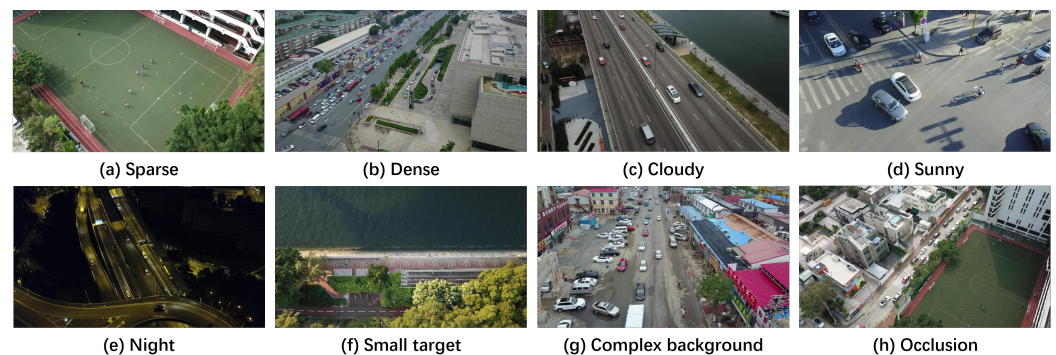 (a) Sparse
(b) Dense
(c) Cloudy
(d) Sunny
(e) Night
(f) Small target
(g) Complex background
(h) Occlusion